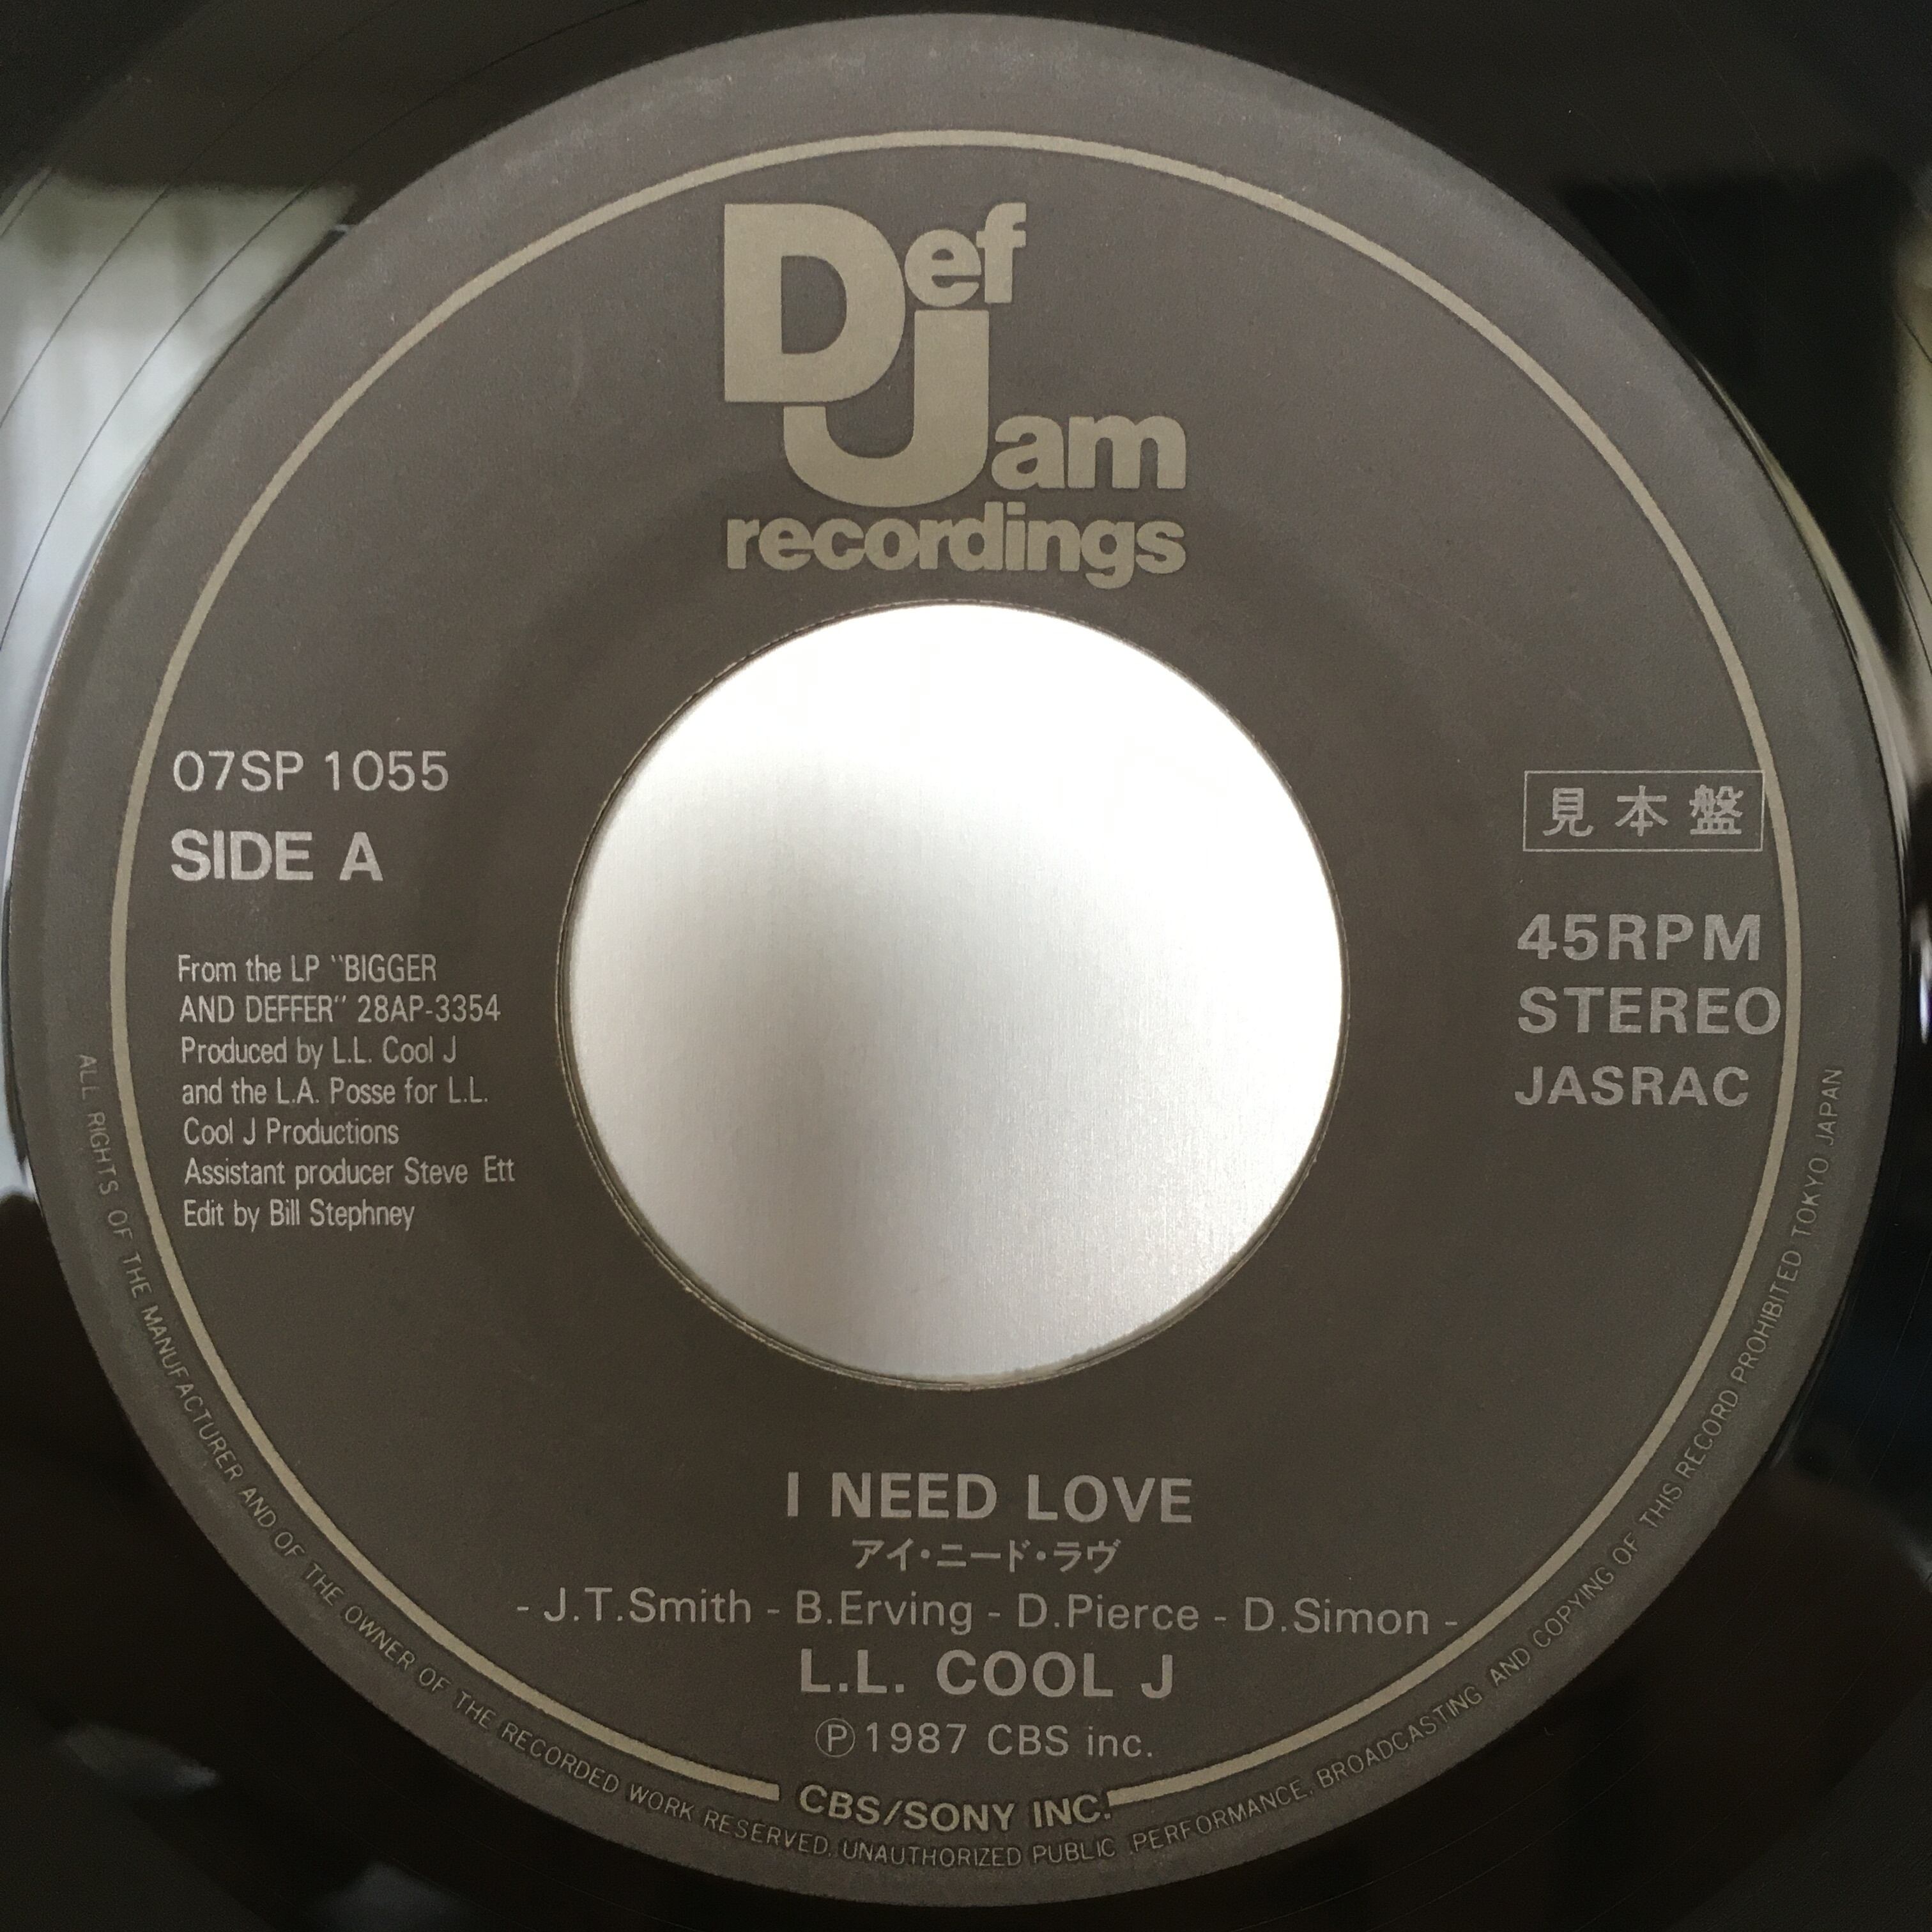 Def
Jam
recordings
07SP 1055
SIDE A
From the LP "BIGGER
AND DEFFER" 28AP-3354
Produced by L.L. Cool J
and the L.A. Posse for L.L.
Cool J Productions
Assistant producer Steve Ett
Edit by Bill Stephney
見本盤
45RPM
STEREO
JASRAC
I NEED LOVE
アイ・ニード・ラヴ
- J.T.Smith - B.Erving - D.Pierce - D.Simon -
L.L. COOL J
Ⓟ1987 CBS inc.
CBS/SONY INC.
ALL RIGHTS OF THE MANUFACTURER AND OF THE OWNER OF THE RECORDED WORK RESERVED. UNAUTHORIZED PUBLIC PERFORMANCE. BROADCASTING AND COPYING OF THIS RECORD PROHIBITED TOKYO JAPAN